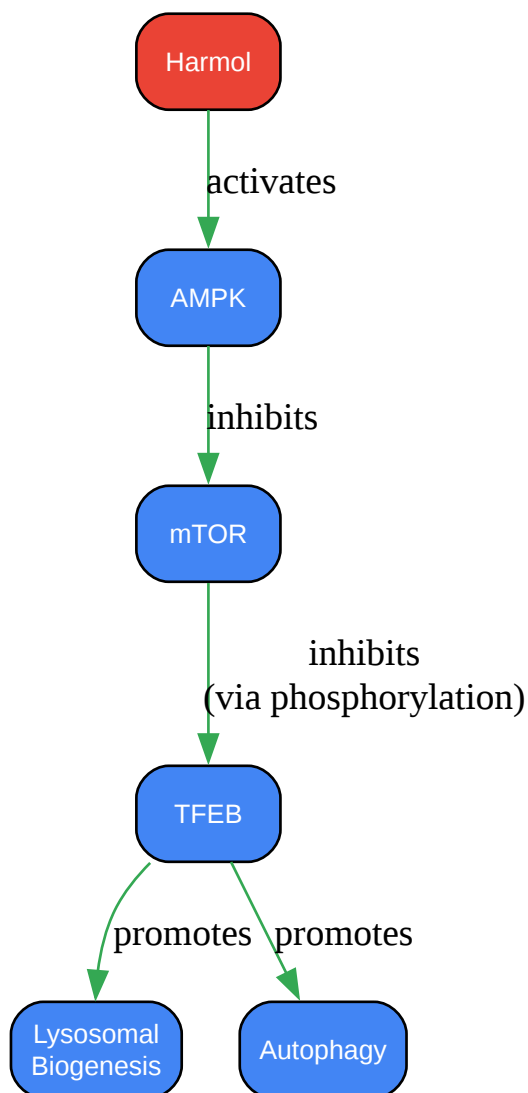 Harmol
activates
AMPK
inhibits
mTOR
inhibits
(via phosphorylation)
TFEB
promotes
promotes
Lysosomal
Biogenesis
Autophagy